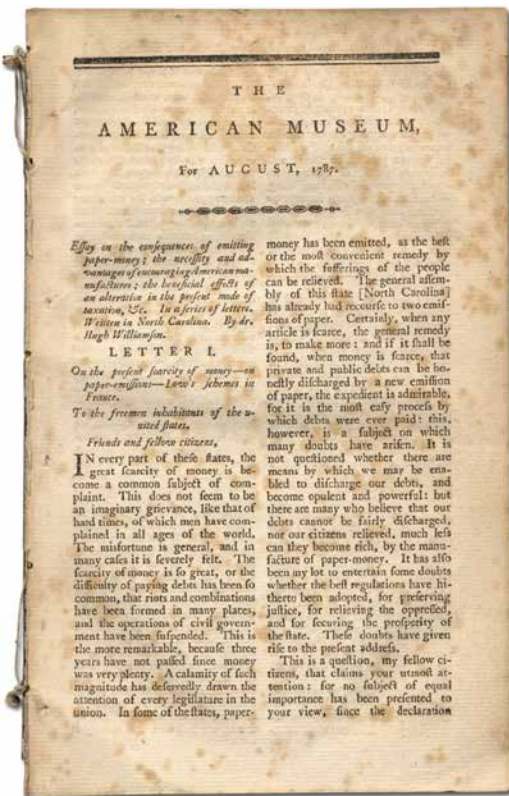 THE
AMERICAN MUSEUM,
For AUGUST, 1787.
Eſſay on the conſequences of emitting
paper-money; the neceſſity and ad-
vantages of encouraging American ma-
nufactures; the beneficial effects of
an alteration in the preſent mode of
taxation, &c. In a ſeries of letters.
Written in North Carolina. By dr.
Hugh Williamſon.
LETTER I.
On the preſent ſcarcity of money—on
paper-emiſſions—Law's ſchemes in
France.
To the freemen inhabitants of the u-
nited ſtates.
Friends and fellow citizens,
IN every part of theſe ſtates, the
great ſcarcity of money is be-
come a common ſubject of com-
plaint. This does not ſeem to be
an imaginary grievance, like that of
hard times, of which men have com-
plained in all ages of the world.
The misfortune is general, and in
many caſes it is ſeverely felt. The
ſcarcity of money is ſo great, or the
difficulty of paying debts has been ſo
common, that riots and combinations
have been formed in many places,
and the operations of civil govern-
ment have been ſuſpended. This is
the more remarkable, becauſe three
years have not paſſed ſince money
was very plenty. A calamity of ſuch
magnitude has deſervedly drawn the
attention of every legiſlature in the
union. In ſome of the ſtates, paper-
money has been emitted, as the beſt
or the moſt convenient remedy by
which the ſufferings of the people
can be relieved. The general aſſem-
bly of this ſtate [North Carolina]
has already had recourſe to two emiſ-
ſions of paper. Certainly, when any
article is ſcarce, the general remedy
is, to make more: and if it ſhall be
found, when money is ſcarce, that
private and public debts can be ho-
neſtly diſcharged by a new emiſſion
of paper, the expedient is admirable,
for it is the moſt eaſy proceſs by
which debts were ever paid: this,
however, is a ſubject on which
many doubts have ariſen. It is
not queſtioned whether there are
means by which we may be ena-
bled to diſcharge our debts, and
become opulent and powerful: but
there are many who believe that our
debts cannot be fairly diſcharged,
nor our citizens relieved, much leſs
can they become rich, by the manu-
facture of paper-money. It has alſo
been my lot to entertain ſome doubts
whether the beſt regulations have hi-
therto been adopted, for preſerving
juſtice, for relieving the oppreſſed,
and for ſecuring the proſperity of
the ſtate. Theſe doubts have given
riſe to the preſent addreſs.
This is a queſtion, my fellow ci-
tizens, that claims your utmoſt at-
tention: for no ſubject of equal
importance has been preſented to
your view, ſince the declaration